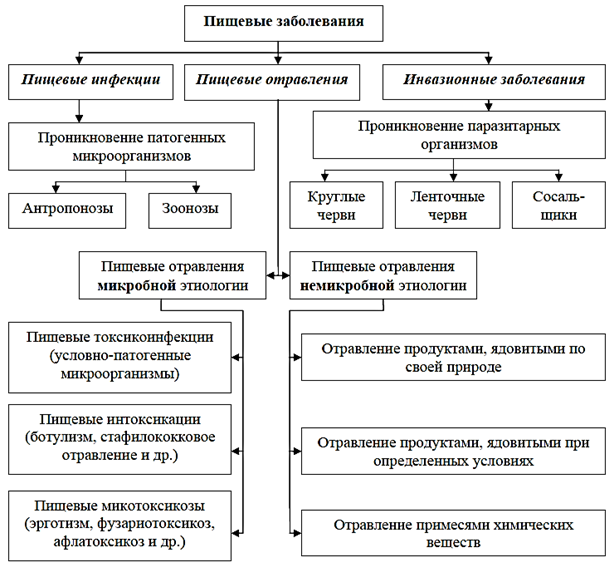 Пищевые заболевания
Пищевые инфекции
Пищевые отравления
Инвазионные заболевания
Проникновение патогенных
микроорганизмов
Проникновение паразитарных
организмов
Антропонозы
Зоонозы
Круглые
черви
Ленточные
черви
Сосаль-
щики
Пищевые отравления
микробной этнологии
Пищевые отравления
немикробной этнологии
Пищевые токсикоинфекции
(условно-патогенные
микроорганизмы)
Отравление продуктами, ядовитыми по
своей природе
Пищевые интоксикации
(ботулизм, стафилококковое
отравление и др.)
Отравление продуктами, ядовитыми при
определенных условиях
Пищевые микотоксикозы
(эрготизм, фузариотоксикоз,
афлатоксикоз и др.)
Отравление примесями химических
веществ